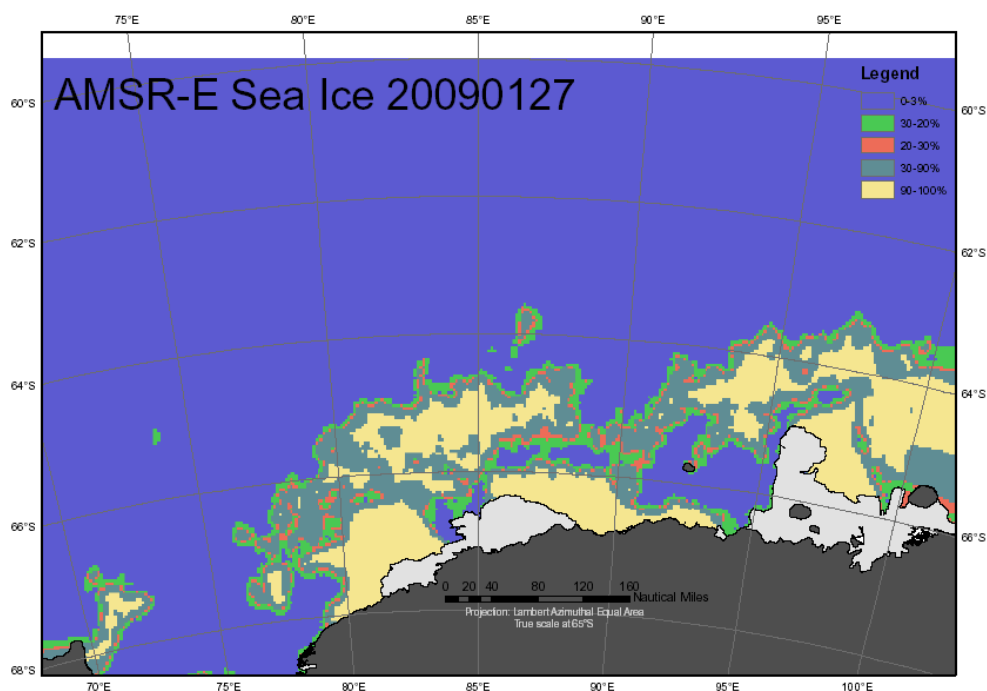 75°E 80°E 85°E 90°E 95°E
AMSR-E Sea Ice 20090127
Legend
0-3%
30-20%
20-30%
30-90%
90-100%
60°S 60°S
62°S 62°S
64°S 64°S
66°S 66°S
68°S
0 20 40 80 120 160
Nautical Miles
Projection: Lambert Azimuthal Equal Area
True scale at 65°S
70°E 75°E 80°E 85°E 90°E 95°E 100°E